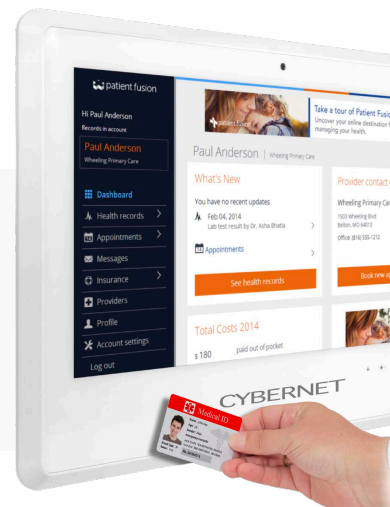 patient fusion
Hi Paul Anderson
Records in account
Paul Anderson
Wheeling Primary Care
Dashboard
Health records
Appointments
Messages
Insurance
Providers
Profile
Account settings
Log out
patient fusion
Take a tour of Patient Fusio
Uncover your online destination f
managing your health.
Paul Anderson | Wheeling Primary Care
What's New
You have no recent updates
Feb 04, 2014
Lab test result by Dr. Asha Bhatia
Appointments
See health records
Total Costs 2014
$ 180 paid out of pocket
Provider contact
Wheeling Primary Car
1503 Wheeling Blvd
Belton, MO 64012
Office: (816) 555-1212
Book new ap
CYBERNET
Medical ID